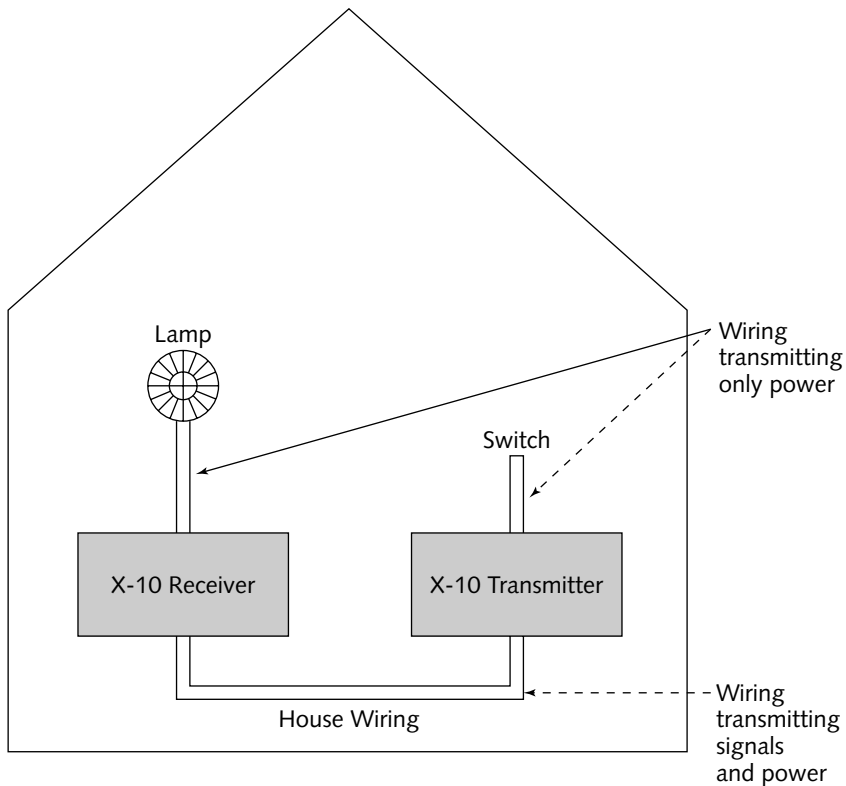 Lamp
Wiring
transmitting
only power
Switch
X-10 Receiver
X-10 Transmitter
House Wiring
Wiring
transmitting
signals
and power